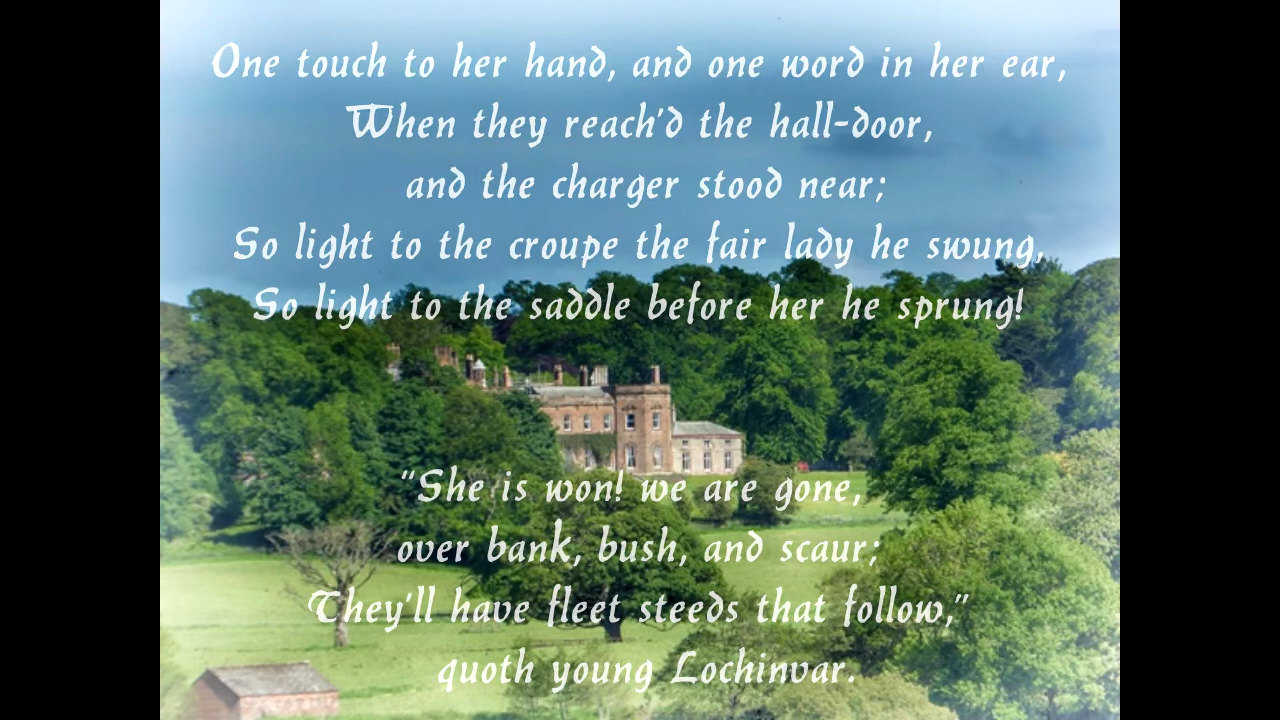 One touch to her hand, and one word in her ear,
When they reach'd the hall-door,
and the charger stood near;
So light to the croupe the fair lady he swung,
So light to the saddle before her he sprung!
"She is won! we are gone,
over bank, bush, and scaur;
They'll have fleet steeds that follow,"
quoth young Lochinvar.